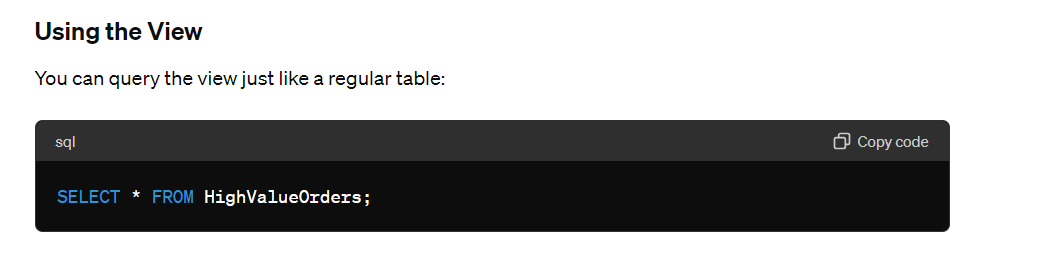 Using the View
You can query the view just like a regular table:
sql
Copy code
SELECT * FROM HighValueOrders;